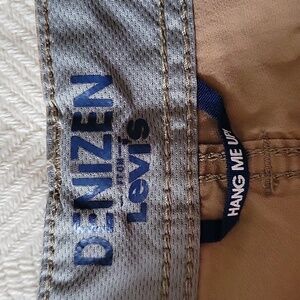 DENIZEN
FROM
Levi's
HANG ME UP!